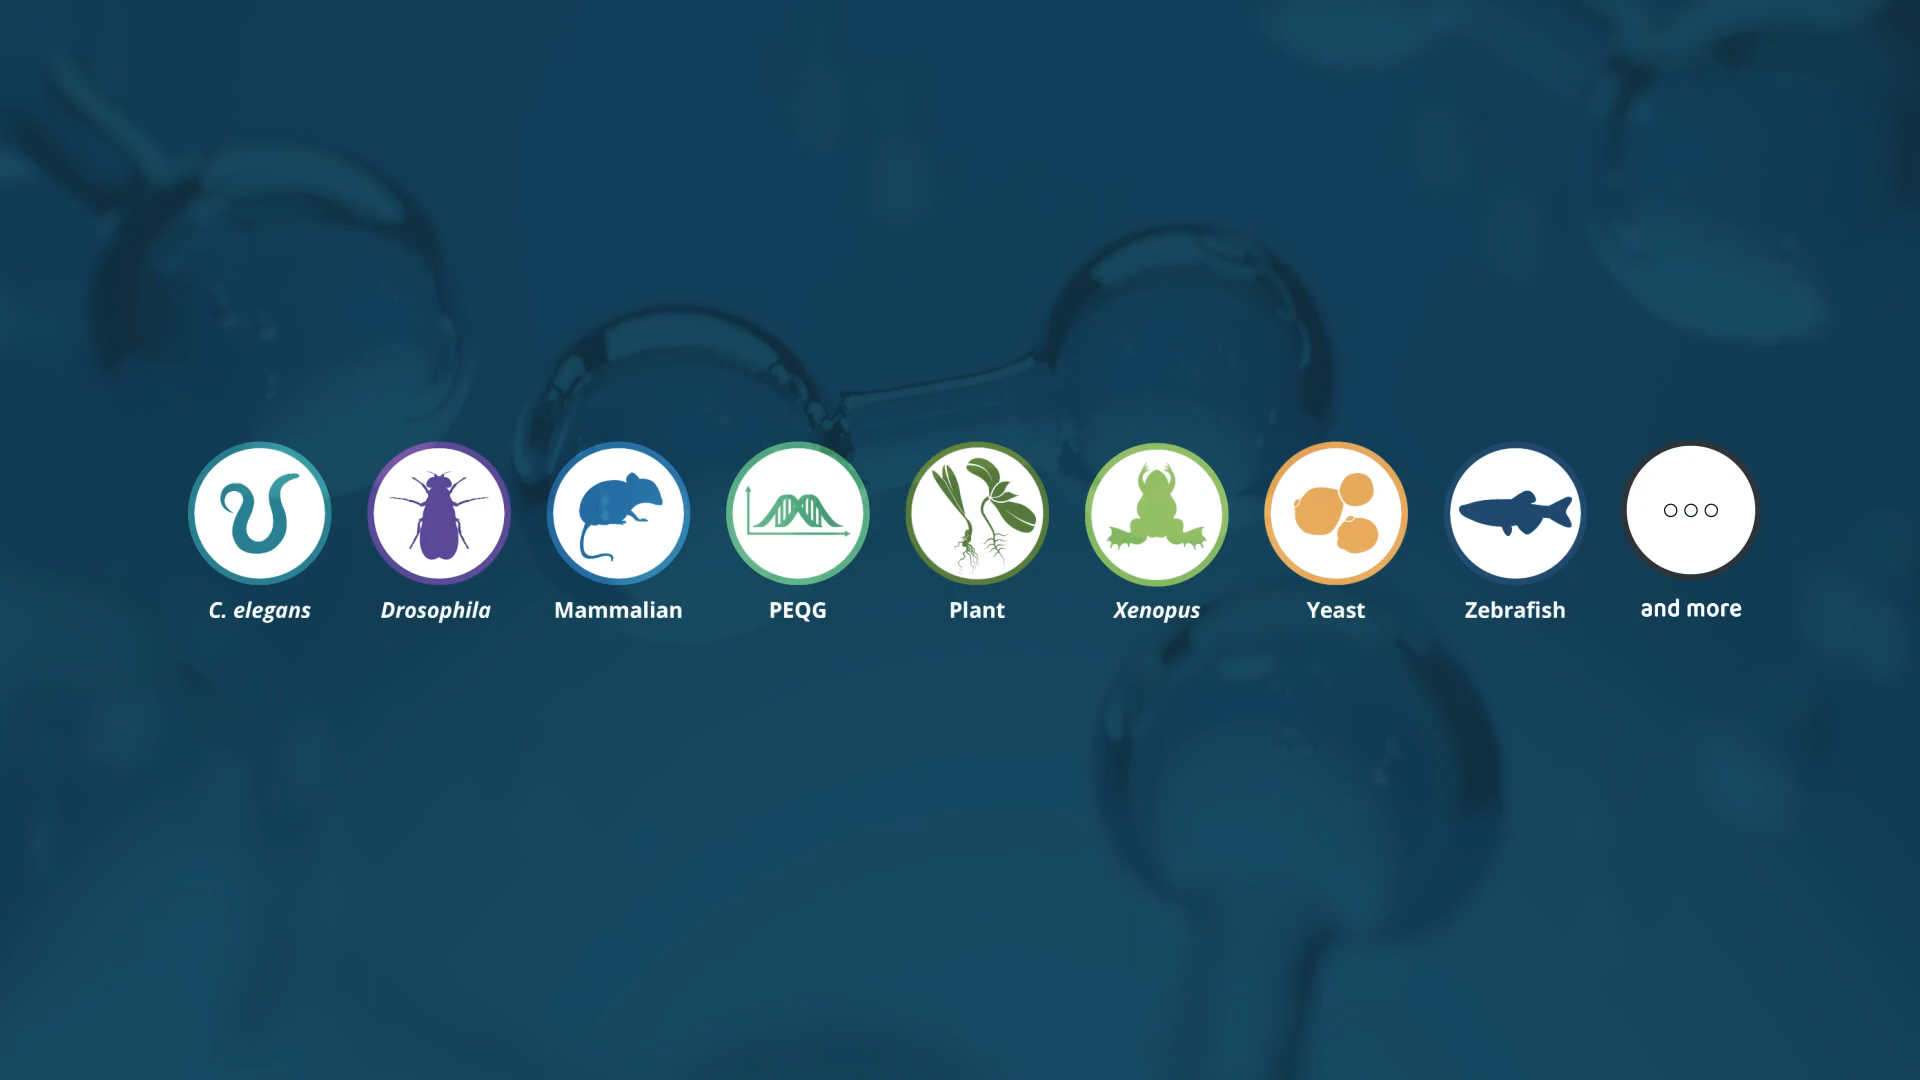 C. elegans
Drosophila
Mammalian
PEQG
Plant
Xenopus
Yeast
Zebrafish
and more